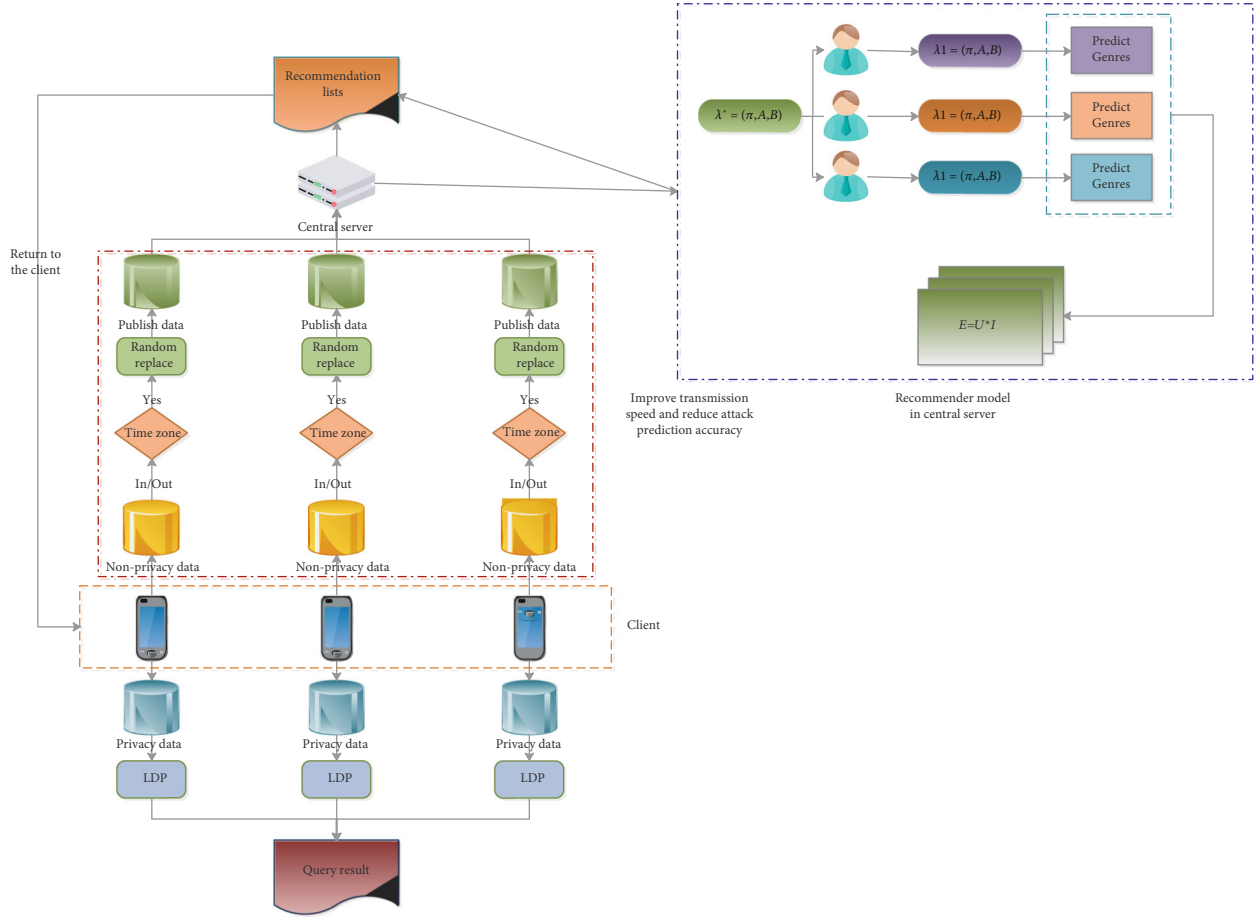 Recommendation
lists
Central server
Return to
the client
Publish data
Publish data
Publish data
Random
replace
Random
replace
Random
replace
Yes
Yes
Yes
Time zone
Time zone
Time zone
In/Out
In/Out
In/Out
Non-privacy data
Non-privacy data
Non-privacy data
Client
Privacy data
Privacy data
Privacy data
LDP
LDP
LDP
Query result
λ* = (π,A,B)
λ1 = (π,A,B)
Predict
Genres
λ1 = (π,A,B)
Predict
Genres
λ1 = (π,A,B)
Predict
Genres
E=U*I
Improve transmission
speed and reduce attack
prediction accuracy
Recommender model
in central server